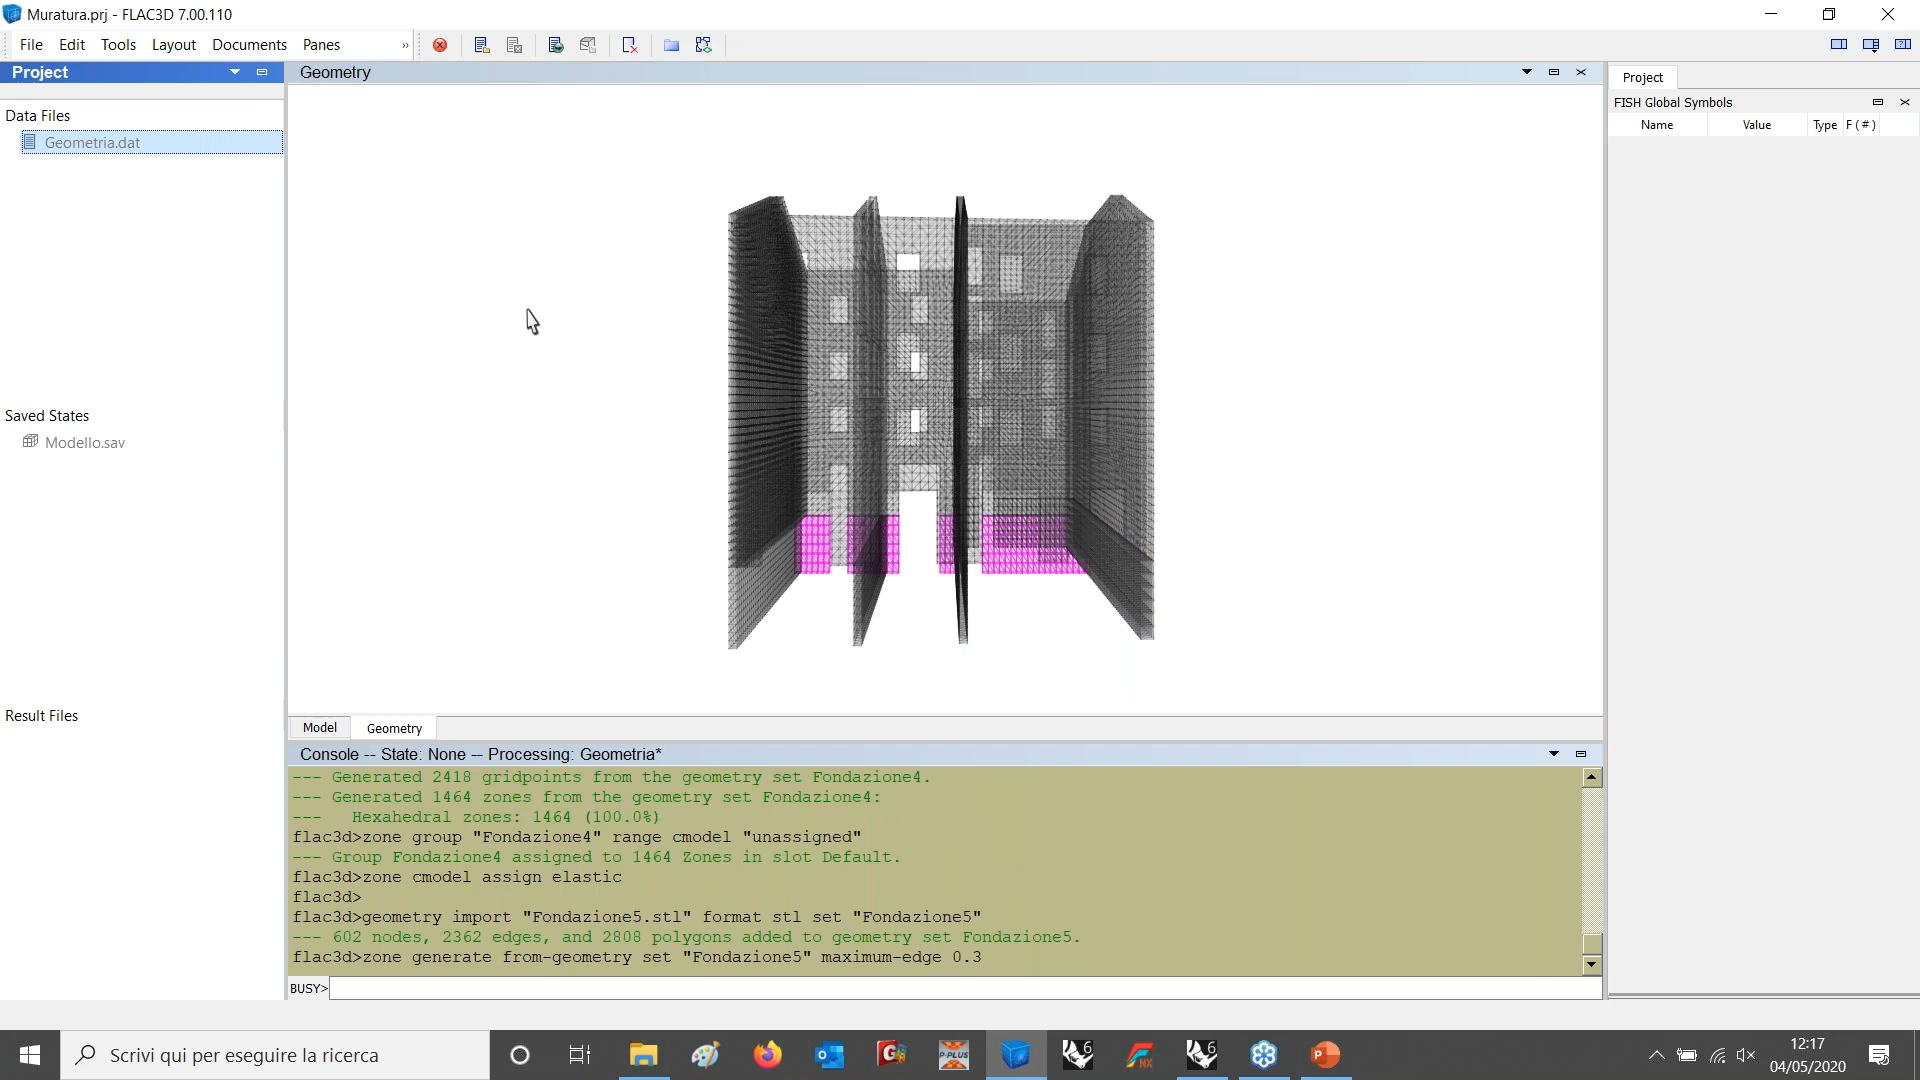 Muratura.prj - FLAC3D 7.00.110
File Edit Tools Layout Documents Panes »
Project
Geometry
Project
FISH Global Symbols
Name Value Type F ( # )
Data Files
Geometria.dat
Saved States
Modello.sav
Result Files
Model Geometry
Console -- State: None -- Processing: Geometria*
--- Generated 2418 gridpoints from the geometry set Fondazione4.
--- Generated 1464 zones from the geometry set Fondazione4:
--- Hexahedral zones: 1464 (100.0%)
flac3d>zone group "Fondazione4" range cmodel "unassigned"
--- Group Fondazione4 assigned to 1464 Zones in slot Default.
flac3d>zone cmodel assign elastic
flac3d>
flac3d>geometry import "Fondazione5.stl" format stl set "Fondazione5"
--- 602 nodes, 2362 edges, and 2808 polygons added to geometry set Fondazione5.
flac3d>zone generate from-geometry set "Fondazione5" maximum-edge 0.3
BUSY>
Scrivi qui per eseguire la ricerca
P-PLUS
6
NX
6
P
12:17
04/05/2020